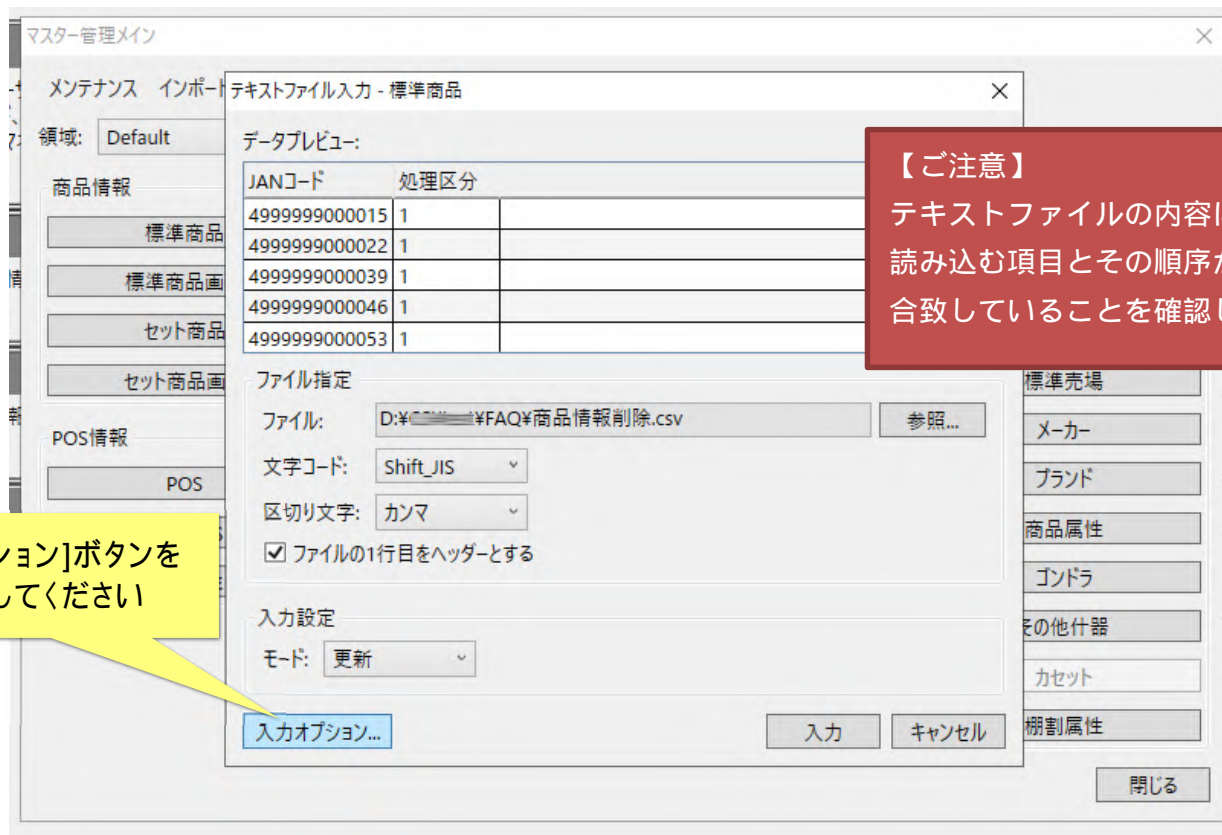 マスター管理メイン
メンテナンス インポート
領域: Default
商品情報
標準商品
標準商品画
セット商品
セット商品画
POS情報
POS
テキストファイル入力 - 標準商品
データプレビュー:
JANコード 処理区分
4999999000015 1
4999999000022 1
4999999000039 1
4999999000046 1
4999999000053 1
ファイル指定
ファイル: D:¥ ¥FAQ¥商品情報削除.csv 参照...
文字コード: Shift_JIS
区切り文字: カンマ
ファイルの1行目をヘッダーとする
入力設定
モード: 更新
入力オプション... 入力 キャンセル
【ご注意】
テキストファイルの内容
読み込む項目とその順序
合致していることを確認
標準売場
メーカー
ブランド
商品属性
ゴンドラ
その他什器
カセット
棚割属性
閉じる
ション]ボタンを
してください